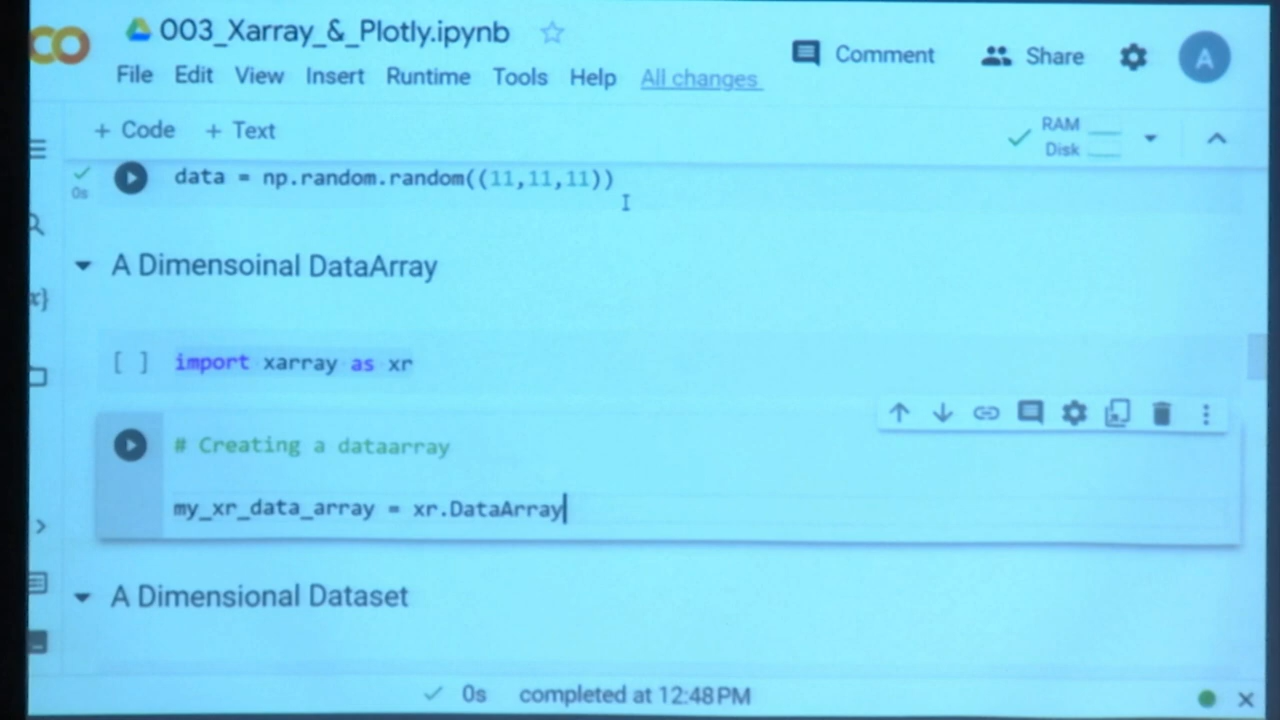 CO
003_Xarray_&_Plotly.ipynb
Comment
Share
A
File Edit View Insert Runtime Tools Help All changes
+ Code + Text
RAM
Disk
0s
data = np.random.random((11,11,11))
A Dimensoinal DataArray
{x}
[ ] import xarray as xr
# Creating a dataarray
my_xr_data_array = xr.DataArray
A Dimensional Dataset
0s completed at 12:48 PM